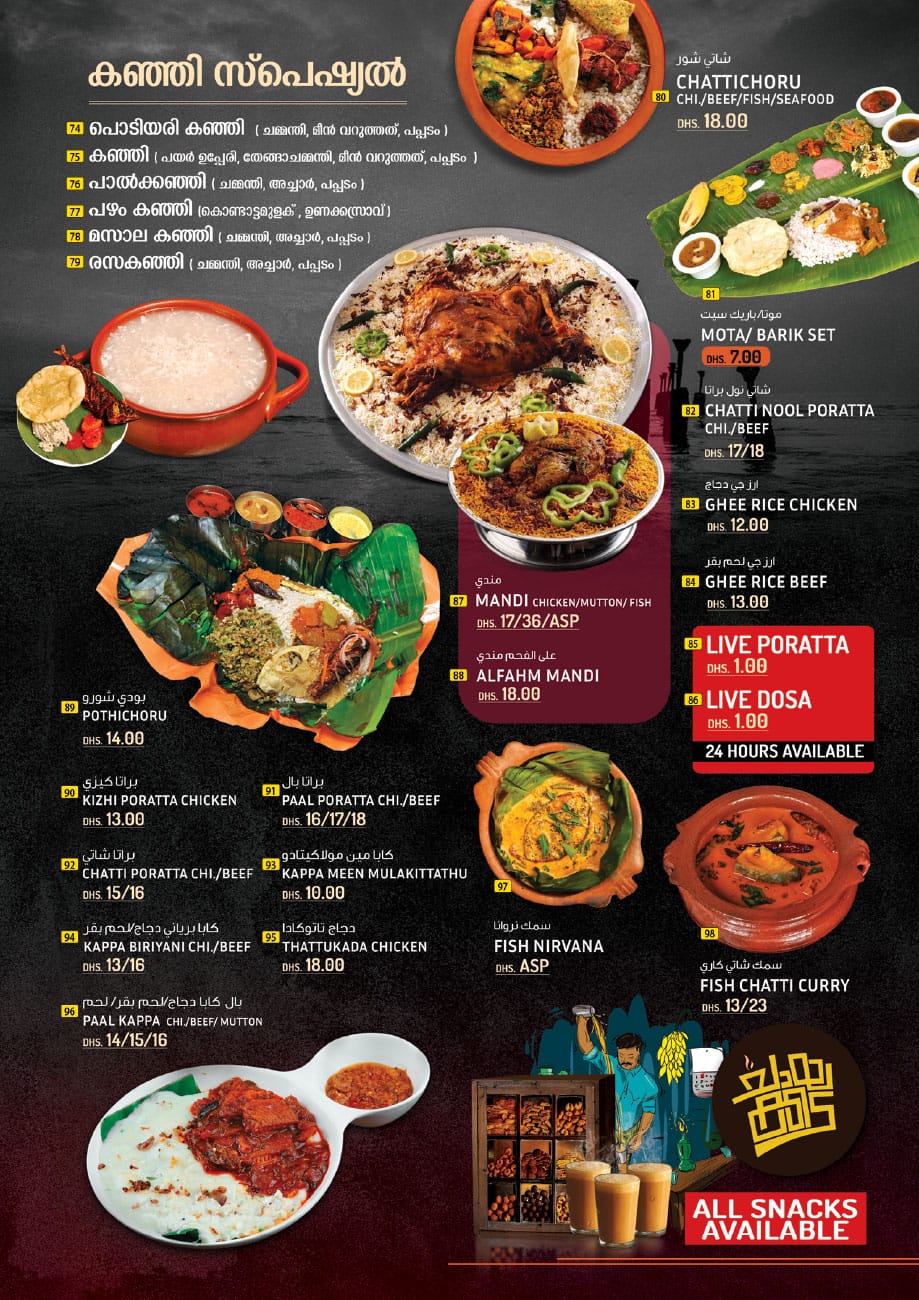 കഞ്ഞി സ്പെഷ്യൽ
74 പൊടിയരി കഞ്ഞി ( ചമ്മന്തി, മീൻ വറുത്തത്, പപ്പടം )
75 കഞ്ഞി ( പയർ ഉപ്പേരി, തേങ്ങാചമ്മന്തി, മീൻ വറുത്തത്, പപ്പടം )
76 പാൽക്കഞ്ഞി ( ചമ്മന്തി, അച്ചാർ, പപ്പടം )
77 പഴം കഞ്ഞി (കൊണ്ടാട്ടമുളക് , ഉണക്കസ്രാവ് )
78 മസാല കഞ്ഞി ( ചമ്മന്തി, അച്ചാർ, പപ്പടം )
79 രസകഞ്ഞി ( ചമ്മന്തി, അച്ചാർ, പപ്പടം )
شاتي شور
80 CHATTICHORU
CHI./BEEF/FISH/SEAFOOD
DHS. 18.00
81
موتا/باريك سيت
MOTA/ BARIK SET
DHS. 7.00
شاتي نول براتا
82 CHATTI NOOL PORATTA
CHI./BEEF
DHS. 17/18
ارز جي دجاج
83 GHEE RICE CHICKEN
DHS. 12.00
ارز جي لحم بقر
84 GHEE RICE BEEF
DHS. 13.00
85 LIVE PORATTA
DHS. 1.00
86 LIVE DOSA
DHS. 1.00
24 HOURS AVAILABLE
مندي
87 MANDI CHICKEN/MUTTON/ FISH
DHS. 17/36/ASP
على الفحم مندي
88 ALFAHM MANDI
DHS. 18.00
بودي شورو
89 POTHICHORU
DHS. 14.00
براتا كيزي
90 KIZHI PORATTA CHICKEN
DHS. 13.00
براتا بال
91 PAAL PORATTA CHI./BEEF
DHS. 16/17/18
براتا شاتي
92 CHATTI PORATTA CHI./BEEF
DHS. 15/16
كابا مين مولاكيتادو
93 KAPPA MEEN MULAKITTATHU
DHS. 10.00
كابا برياني دجاج/لحم بقر
94 KAPPA BIRIYANI CHI./BEEF
DHS. 13/16
دجاج تاتوكادا
95 THATTUKADA CHICKEN
DHS. 18.00
بال كابا دجاج/لحم بقر/ لحم
96 PAAL KAPPA CHI./BEEF/ MUTTON
DHS. 14/15/16
97
سمك نروانا
FISH NIRVANA
DHS. ASP
98
سمك شاتي كاري
FISH CHATTI CURRY
DHS. 13/23
ചായ
കട
ALL SNACKS
AVAILABLE